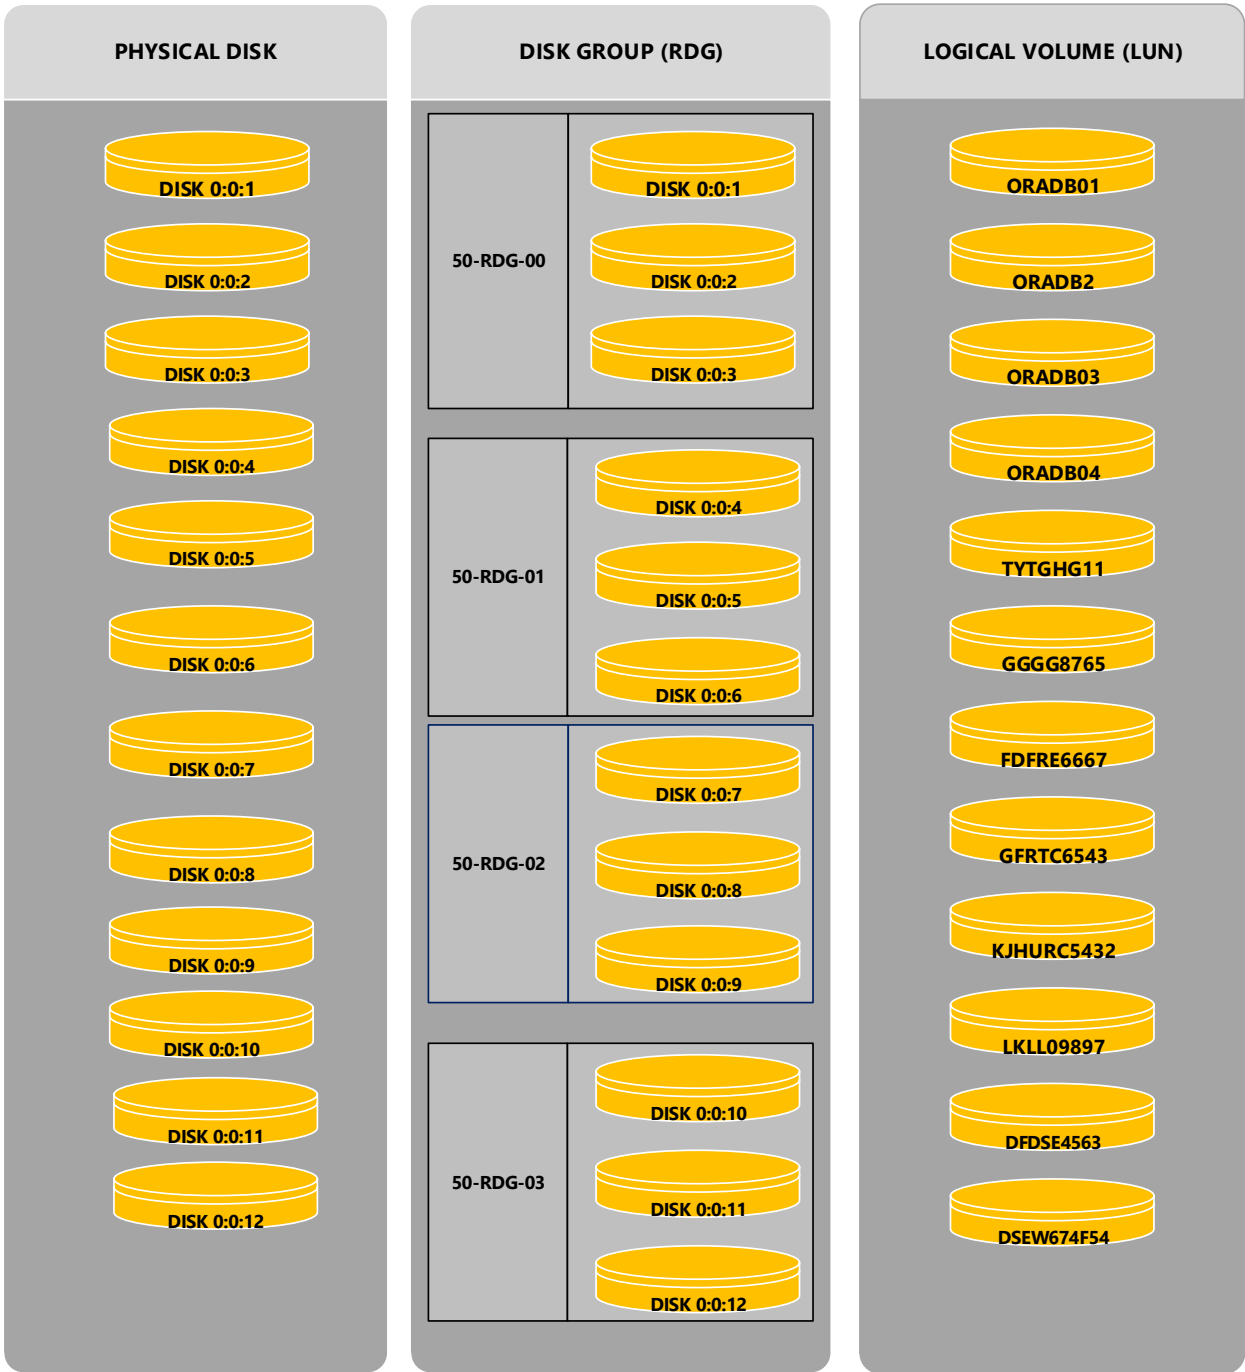 PHYSICAL DISK
DISK 0:0:1
DISK 0:0:2
DISK 0:0:3
DISK 0:0:4
DISK 0:0:5
DISK 0:0:6
DISK 0:0:7
DISK 0:0:8
DISK 0:0:9
DISK 0:0:10
DISK 0:0:11
DISK 0:0:12
DISK GROUP (RDG)
50-RDG-00
DISK 0:0:1
DISK 0:0:2
DISK 0:0:3
50-RDG-01
DISK 0:0:4
DISK 0:0:5
DISK 0:0:6
50-RDG-02
DISK 0:0:7
DISK 0:0:8
DISK 0:0:9
50-RDG-03
DISK 0:0:10
DISK 0:0:11
DISK 0:0:12
LOGICAL VOLUME (LUN)
ORADB01
ORADB2
ORADB03
ORADB04
TYTGHG11
GGGG8765
FDFRE6667
GFRTC6543
KJHURC5432
LKLL09897
DFDSE4563
DSEW674F54